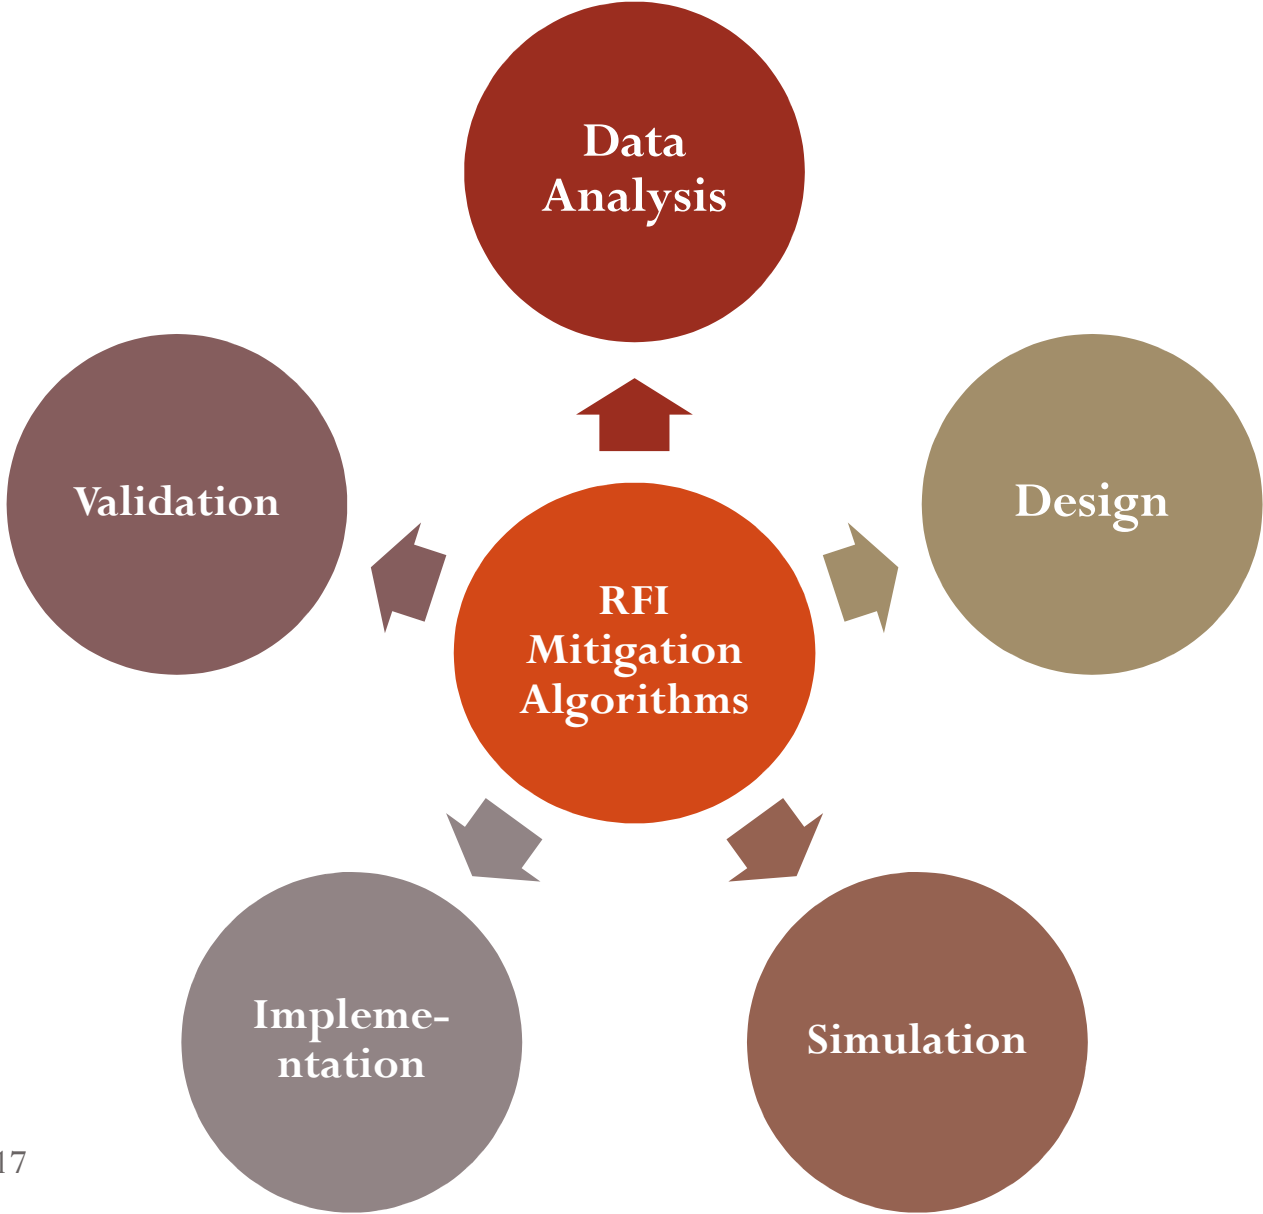 Data
Analysis
Validation
Design
RFI
Mitigation
Algorithms
Impleme-
ntation
Simulation
17